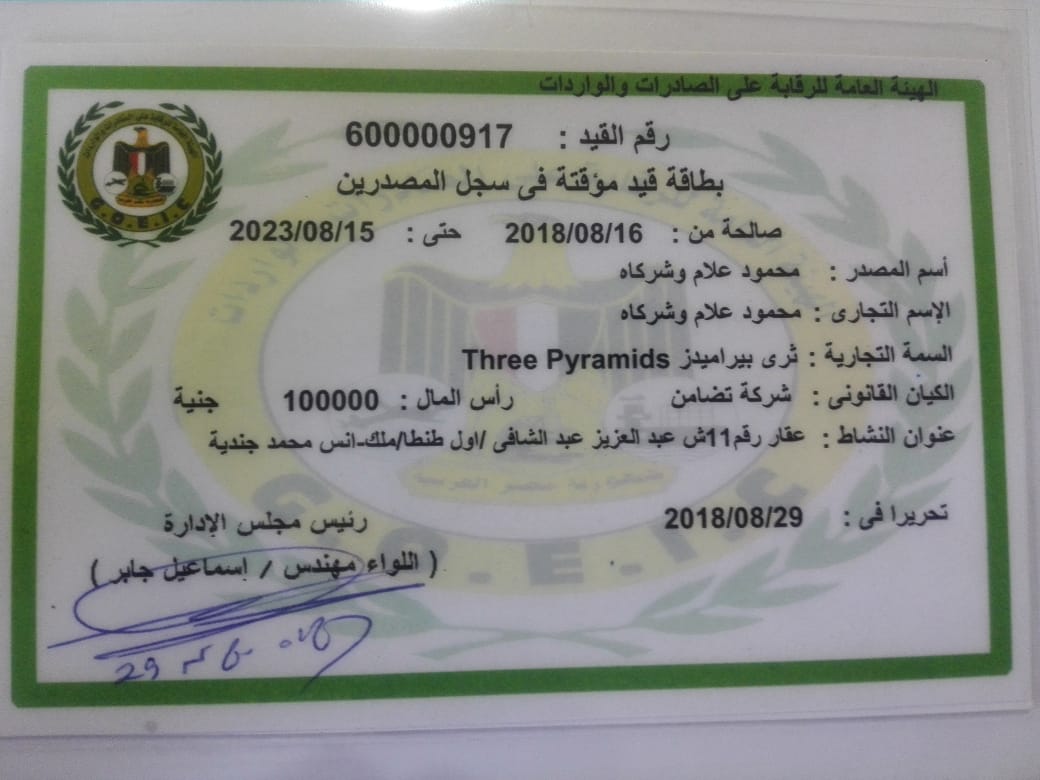 الهيئة العامة للرقابة على الصادرات والواردات
رقم القيد : 600000917
بطاقة قيد مؤقتة فى سجل المصدرين
صالحة من : 2018/08/16 حتى : 2023/08/15
أسم المصدر : محمود علام وشركاه
الإسم التجارى : محمود علام وشركاه
السمة التجارية : ثرى بيراميدز Three Pyramids
الكيان القانونى : شركة تضامن رأس المال : 100000 جنية
عنوان النشاط : عقار رقم11ش عبد العزيز عبد الشافى /اول طنطا/ملك-انس محمد جندية
تحريرا فى : 2018/08/29
رئيس مجلس الإدارة
( اللواء مهندس / إسماعيل جابر )
G.O.E.I.C
G.O.E.I.C
29